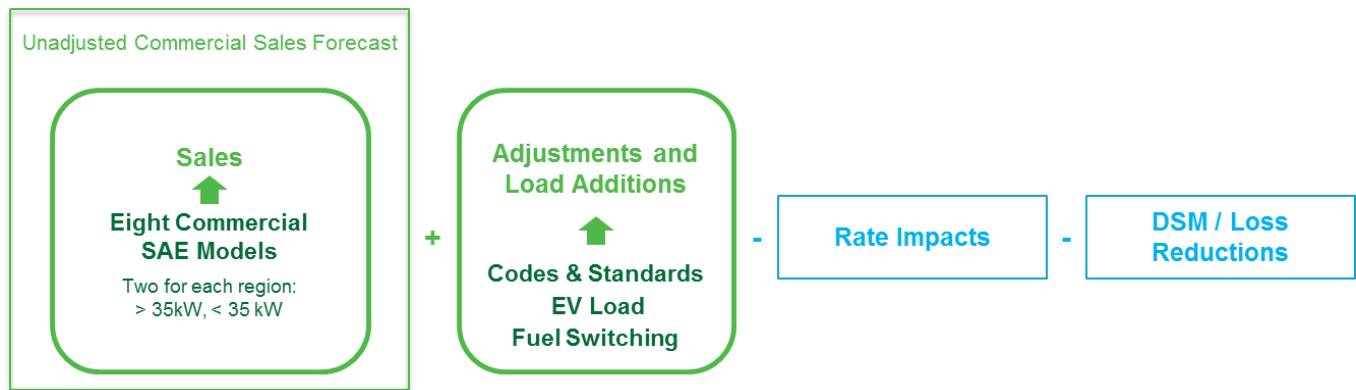 Unadjusted Commercial Sales Forecast
Sales
Eight Commercial
SAE Models
Two for each region:
> 35kW, < 35 kW
+
Adjustments and
Load Additions
Codes & Standards
EV Load
Fuel Switching
-
Rate Impacts
-
DSM / Loss
Reductions